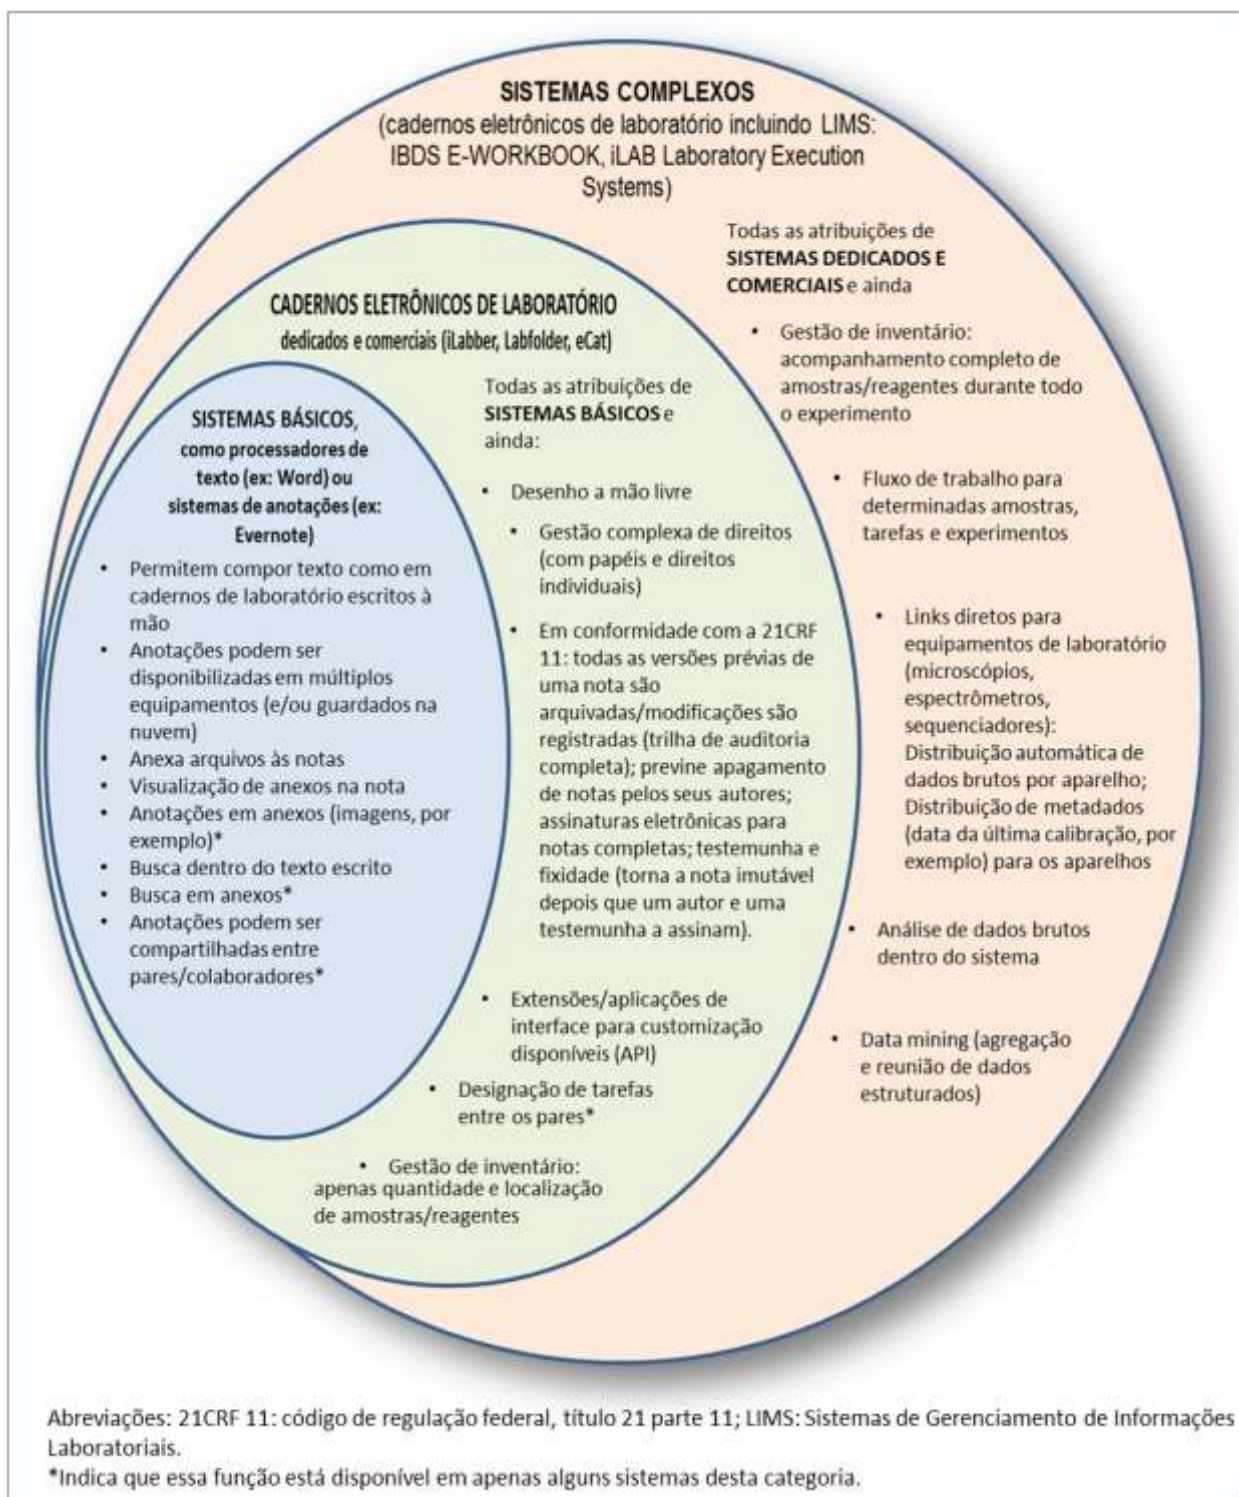 SISTEMAS COMPLEXOS
(cadernos eletrônicos de laboratório incluindo LIMS:
IBDS E-WORKBOOK, iLAB Laboratory Execution
Systems)
Todas as atribuições de
SISTEMAS DEDICADOS E
COMERCIAIS e ainda
• Gestão de inventário:
acompanhamento completo de
amostras/reagentes durante todo
o experimento
• Fluxo de trabalho para
determinadas amostras,
tarefas e experimentos
• Links diretos para
equipamentos de laboratório
(microscópios,
espectrômetros,
sequenciadores):
Distribuição automática de
dados brutos por aparelho;
Distribuição de metadados
(data da última calibração, por
exemplo) para os aparelhos
• Análise de dados brutos
dentro do sistema
• Data mining (agregação
e reunião de dados
estruturados)
CADERNOS ELETRÔNICOS DE LABORATÓRIO
dedicados e comerciais (iLabber, Labfolder, eCat)
Todas as atribuições de
SISTEMAS BÁSICOS e
ainda:
• Desenho a mão livre
• Gestão complexa de direitos
(com papéis e direitos
individuais)
• Em conformidade com a 21CRF
11: todas as versões prévias de
uma nota são
arquivadas/modificações são
registradas (trilha de auditoria
completa); previne apagamento
de notas pelos seus autores;
assinaturas eletrônicas para
notas completas; testemunha e
fixidade (torna a nota imutável
depois que um autor e uma
testemunha a assinam).
• Extensões/aplicações de
interface para customização
disponíveis (API)
• Designação de tarefas
entre os pares*
• Gestão de inventário:
apenas quantidade e localização
de amostras/reagentes
SISTEMAS BÁSICOS,
como processadores de
texto (ex: Word) ou
sistemas de anotações (ex:
Evernote)
• Permitem compor texto como em
cadernos de laboratório escritos à
mão
• Anotações podem ser
disponibilizadas em múltiplos
equipamentos (e/ou guardados na
nuvem)
• Anexa arquivos às notas
• Visualização de anexos na nota
• Anotações em anexos (imagens, por
exemplo)*
• Busca dentro do texto escrito
• Busca em anexos*
• Anotações podem ser
compartilhadas entre
pares/colaboradores*
Abreviações: 21CRF 11: código de regulação federal, título 21 parte 11; LIMS: Sistemas de Gerenciamento de Informações
Laboratoriais.
*Indica que essa função está disponível em apenas alguns sistemas desta categoria.